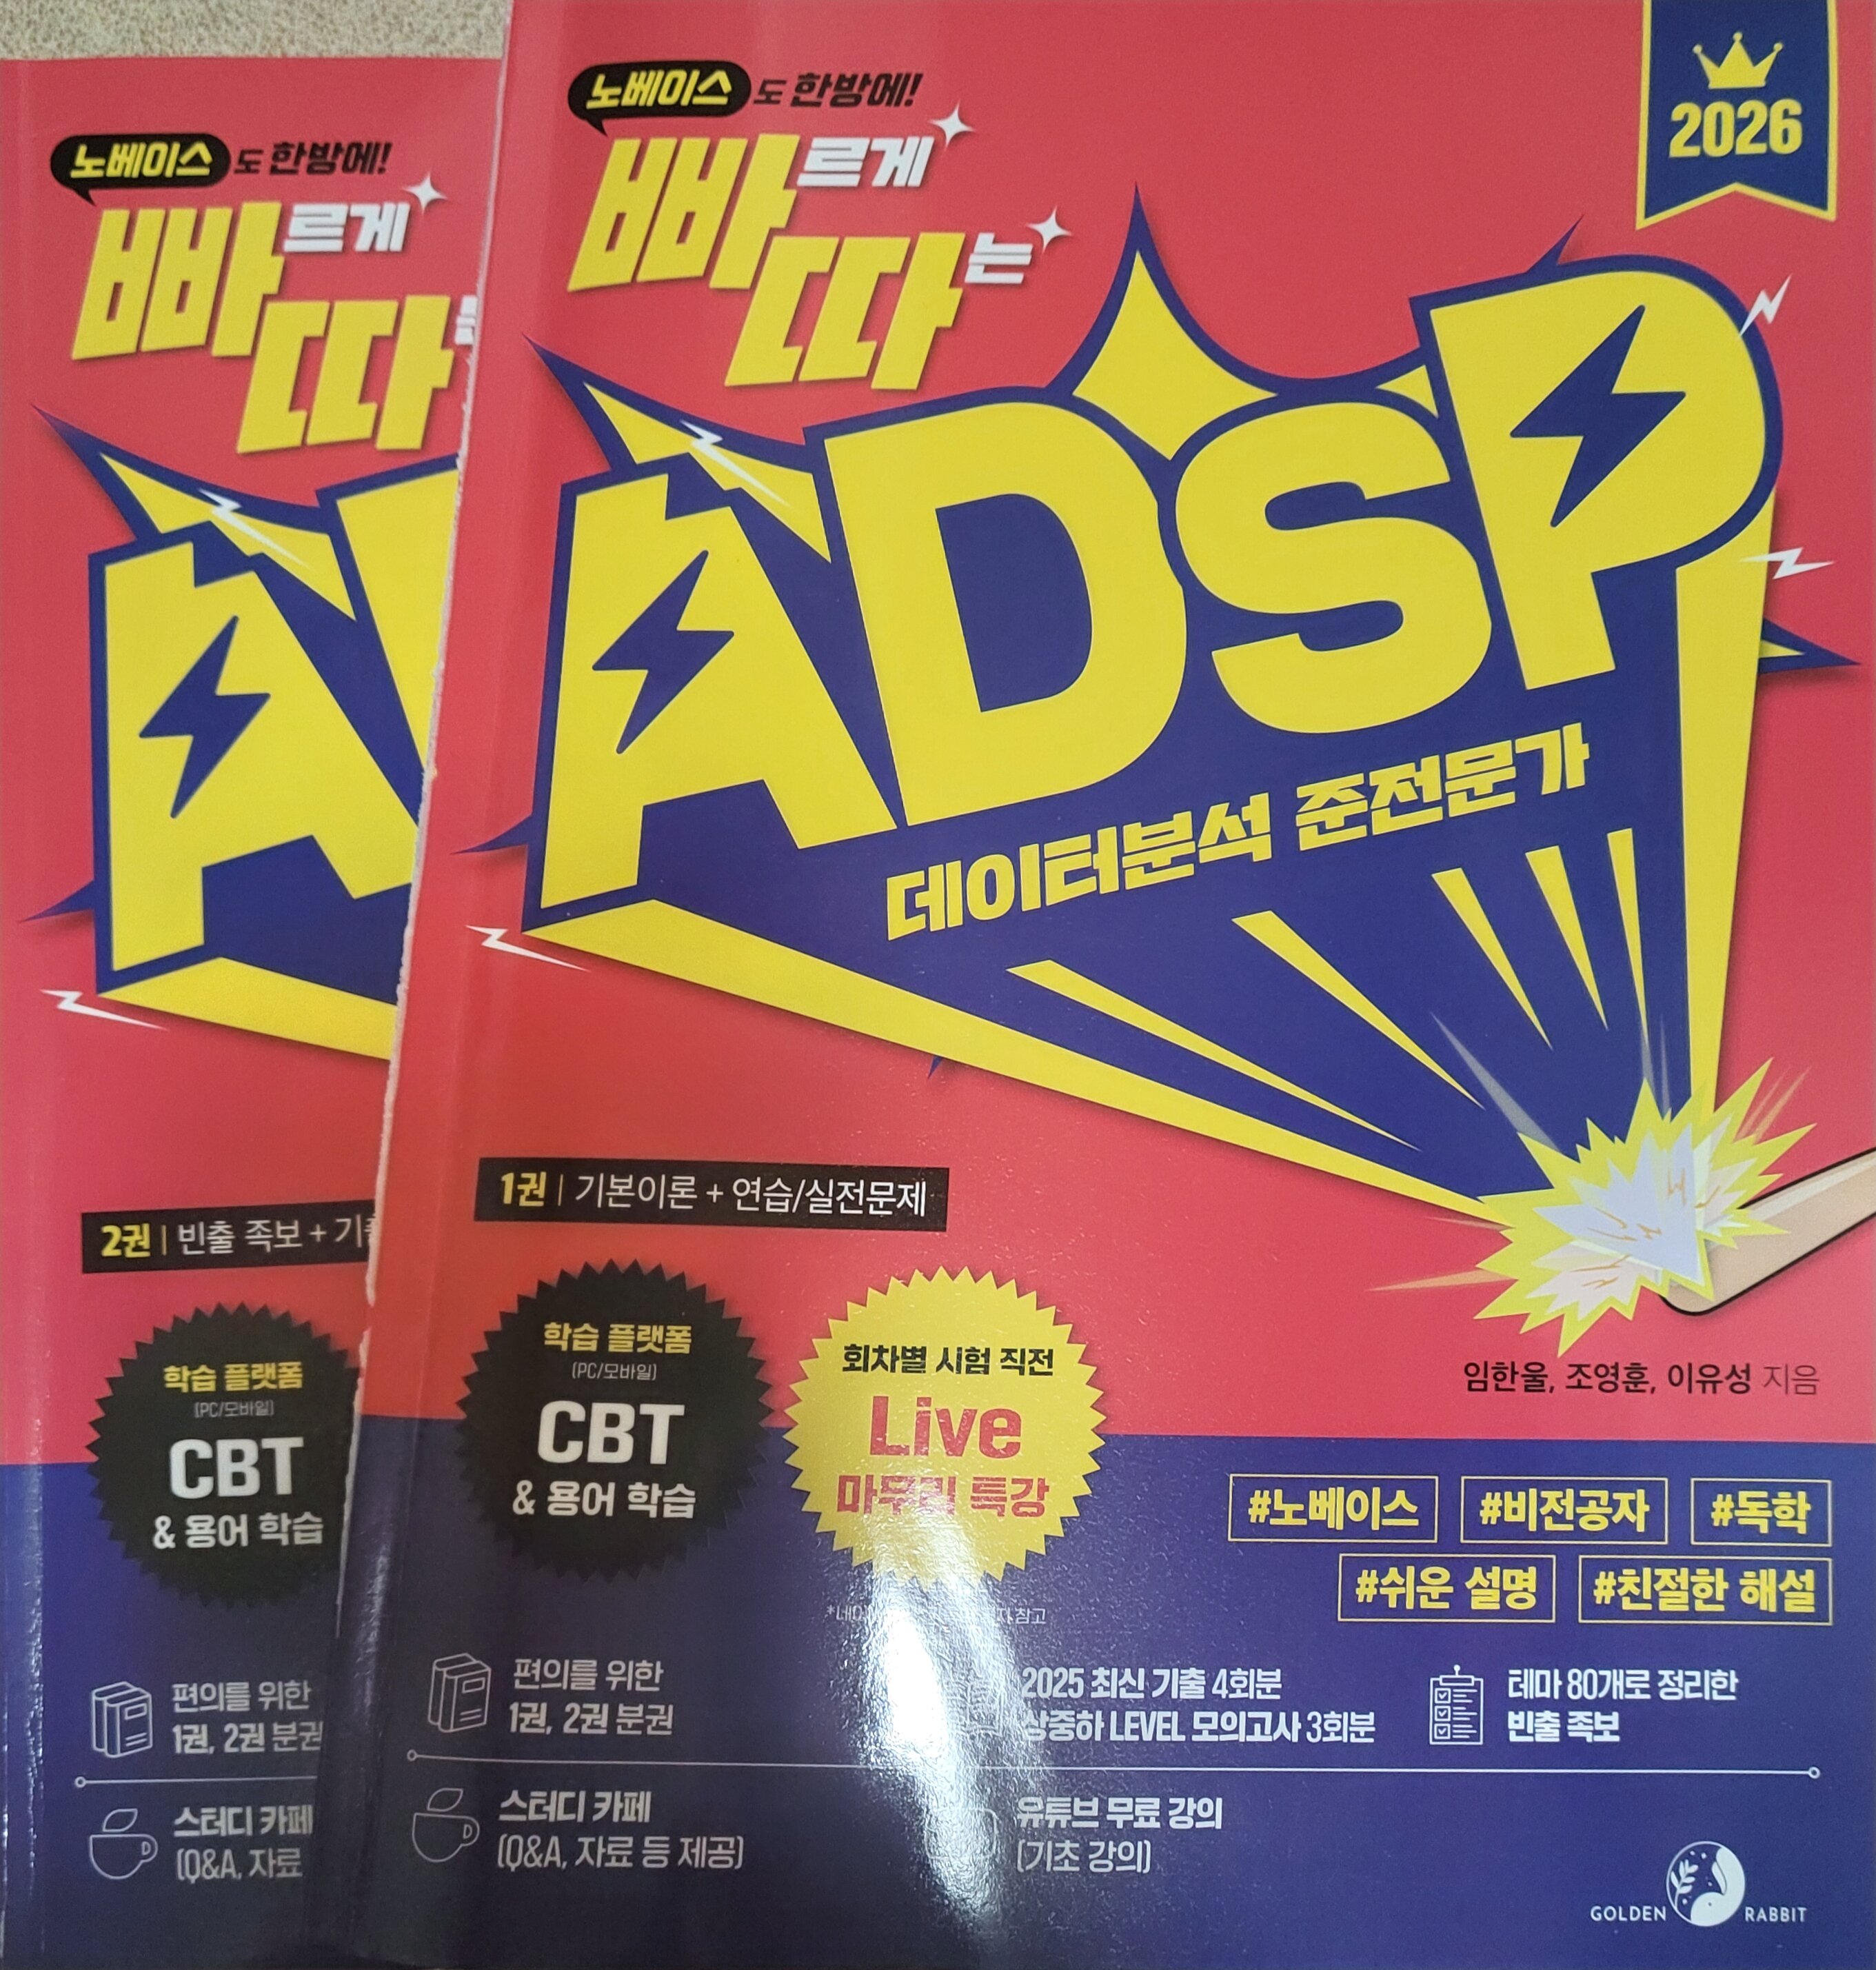 노베이스도 한방에!
빠르게
따
A
2권 | 빈출 족보 + 기
학습 플랫폼
(PC/모바일)
CBT
& 용어 학습
편의를 위한
1권, 2권 분권
스터디 카페
(Q&A, 자료
노베이스도 한방에!
빠르게
따는
2026
ADSP
데이터분석 준전문가
1권 | 기본이론 + 연습/실전문제
학습 플랫폼
(PC/모바일)
CBT
& 용어 학습
회차별 시험 직전
Live
마무리 특강
참고
임한울, 조영훈, 이유성 지음
#노베이스 #비전공자 #독학
#쉬운 설명 #친절한 해설
편의를 위한
1권, 2권 분권
2025 최신 기출 4회분
상중하 LEVEL 모의고사 3회분
테마 80개로 정리한
빈출 족보
스터디 카페
(Q&A, 자료 등 제공)
유튜브 무료 강의
(기초 강의)
GOLDEN RABBIT